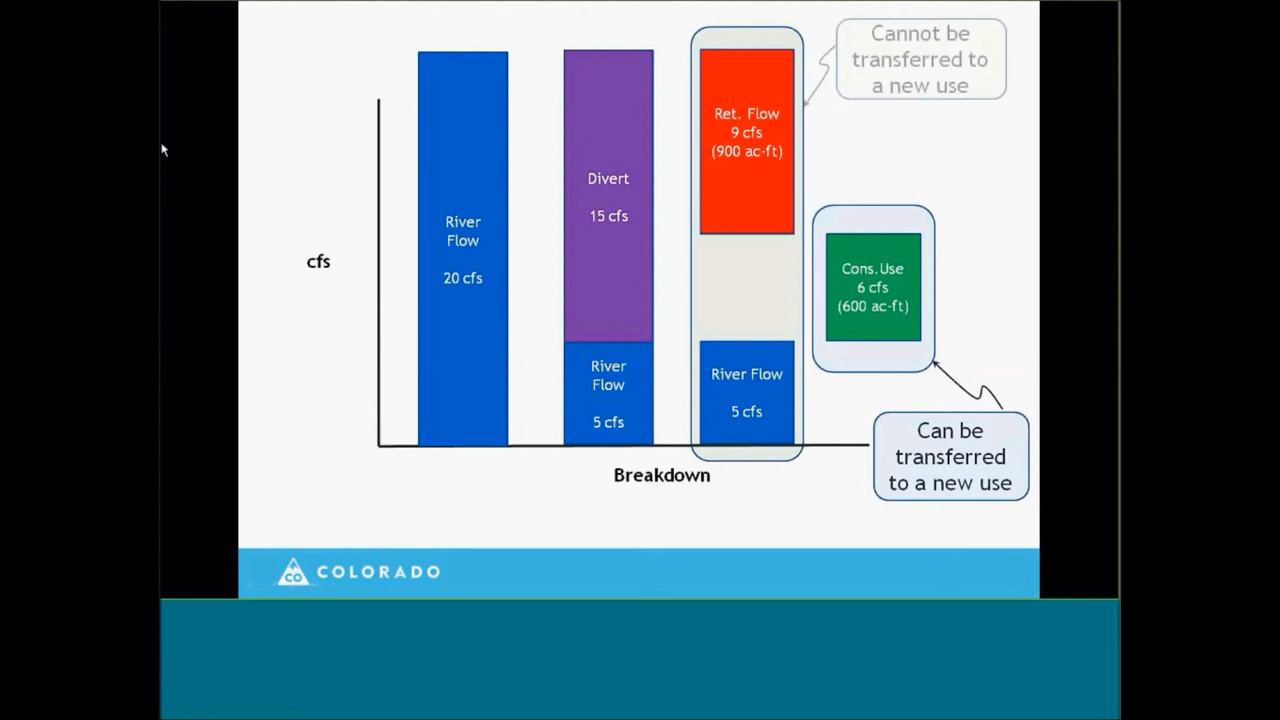 Cannot be
transferred to
a new use
Ret. Flow
9 cfs
(900 ac-ft)
Divert
15 cfs
River
Flow
20 cfs
cfs
Cons.Use
6 cfs
(600 ac-ft)
River
Flow
5 cfs
River Flow
5 cfs
Can be
transferred
to a new use
Breakdown
CO COLORADO